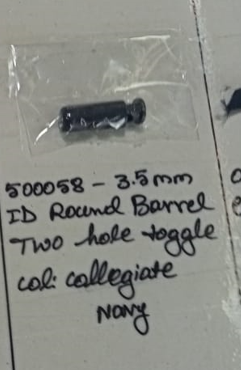 500058 - 3.5mm
ID Round Barrel
Two hole toggle
col: collegiate
Navy